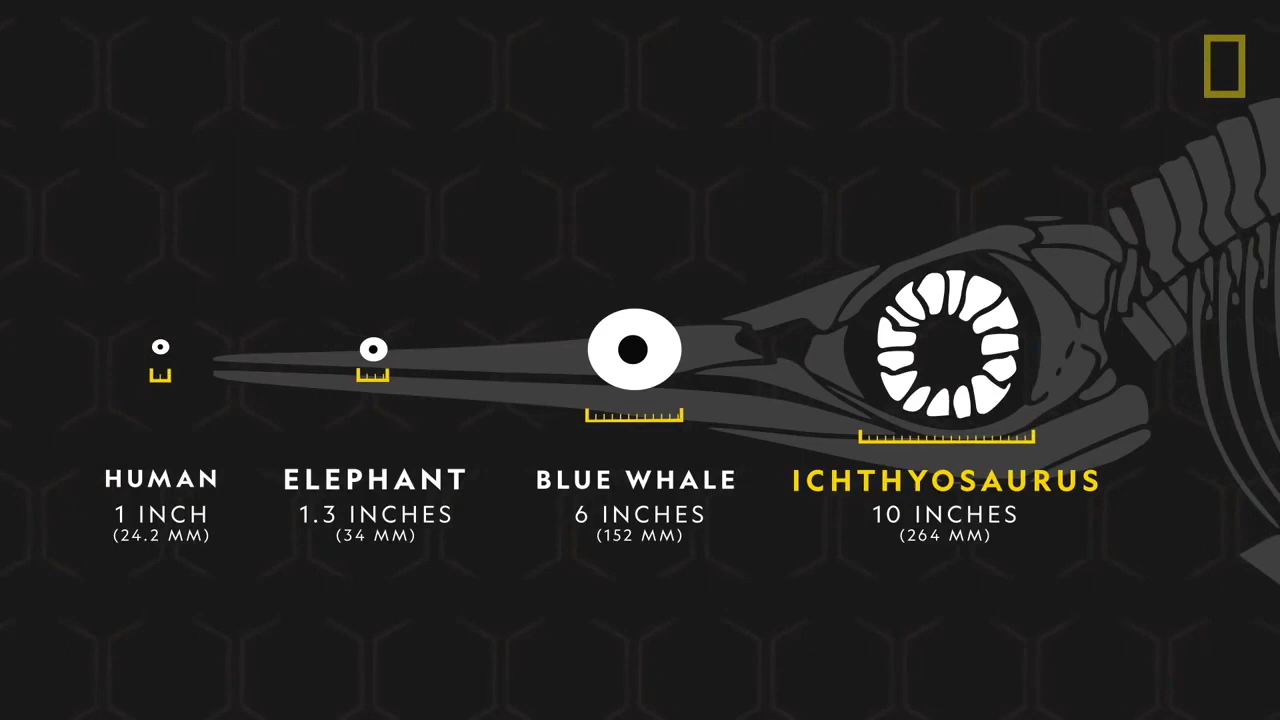 HUMAN
1 INCH
(24.2 MM)
ELEPHANT
1.3 INCHES
(34 MM)
BLUE WHALE
6 INCHES
(152 MM)
ICHTHYOSAURUS
10 INCHES
(264 MM)